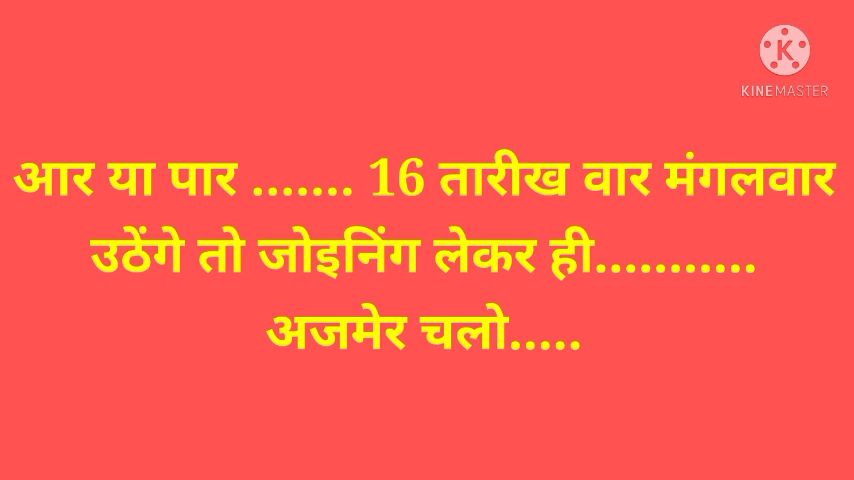 KINEMASTER
आर या पार ....... 16 तारीख वार मंगलवार
उठेंगे तो जोइनिंग लेकर ही...........
अजमेर चलो.....